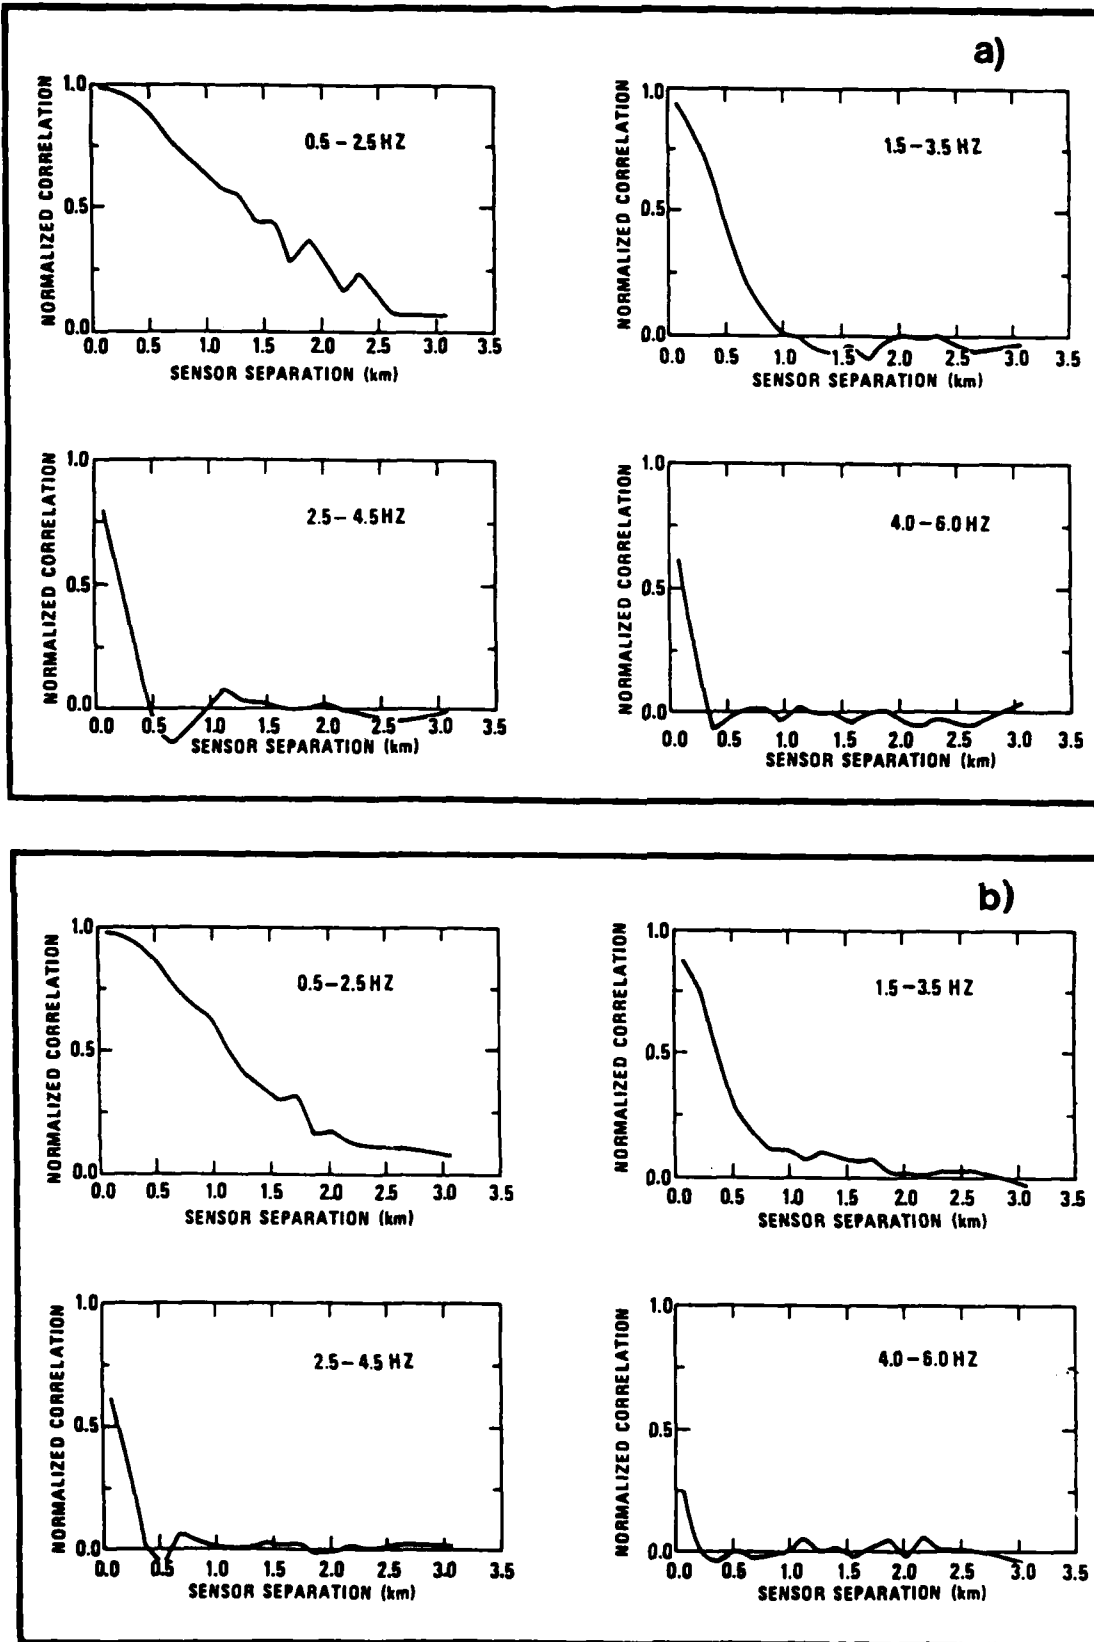 a)
NORMALIZED CORRELATION
1.0
0.5
0.0
0.5 – 2.5 HZ
0.0 0.5 1.0 1.5 2.0 2.5 3.0 3.5
SENSOR SEPARATION (km)
NORMALIZED CORRELATION
1.0
0.5
0.0
1.5–3.5 HZ
0.0 0.5 1.0 1.5 2.0 2.5 3.0 3.5
SENSOR SEPARATION (km)
NORMALIZED CORRELATION
1.0
0.5
0.0
2.5–4.5 HZ
0.0 0.5 1.0 1.5 2.0 2.5 3.0 3.5
SENSOR SEPARATION (km)
NORMALIZED CORRELATION
1.0
0.5
0.0
4.0–6.0 HZ
0.0 0.5 1.0 1.5 2.0 2.5 3.0 3.5
SENSOR SEPARATION (km)
b)
NORMALIZED CORRELATION
1.0
0.5
0.0
0.5–2.5 HZ
0.0 0.5 1.0 1.5 2.0 2.5 3.0 3.5
SENSOR SEPARATION (km)
NORMALIZED CORRELATION
1.0
0.5
0.0
1.5–3.5 HZ
0.0 0.5 1.0 1.5 2.0 2.5 3.0 3.5
SENSOR SEPARATION (km)
NORMALIZED CORRELATION
1.0
0.5
0.0
2.5–4.5 HZ
0.0 0.5 1.0 1.5 2.0 2.5 3.0 3.5
SENSOR SEPARATION (km)
NORMALIZED CORRELATION
1.0
0.5
0.0
4.0–6.0 HZ
0.0 0.5 1.0 1.5 2.0 2.5 3.0 3.5
SENSOR SEPARATION (km)